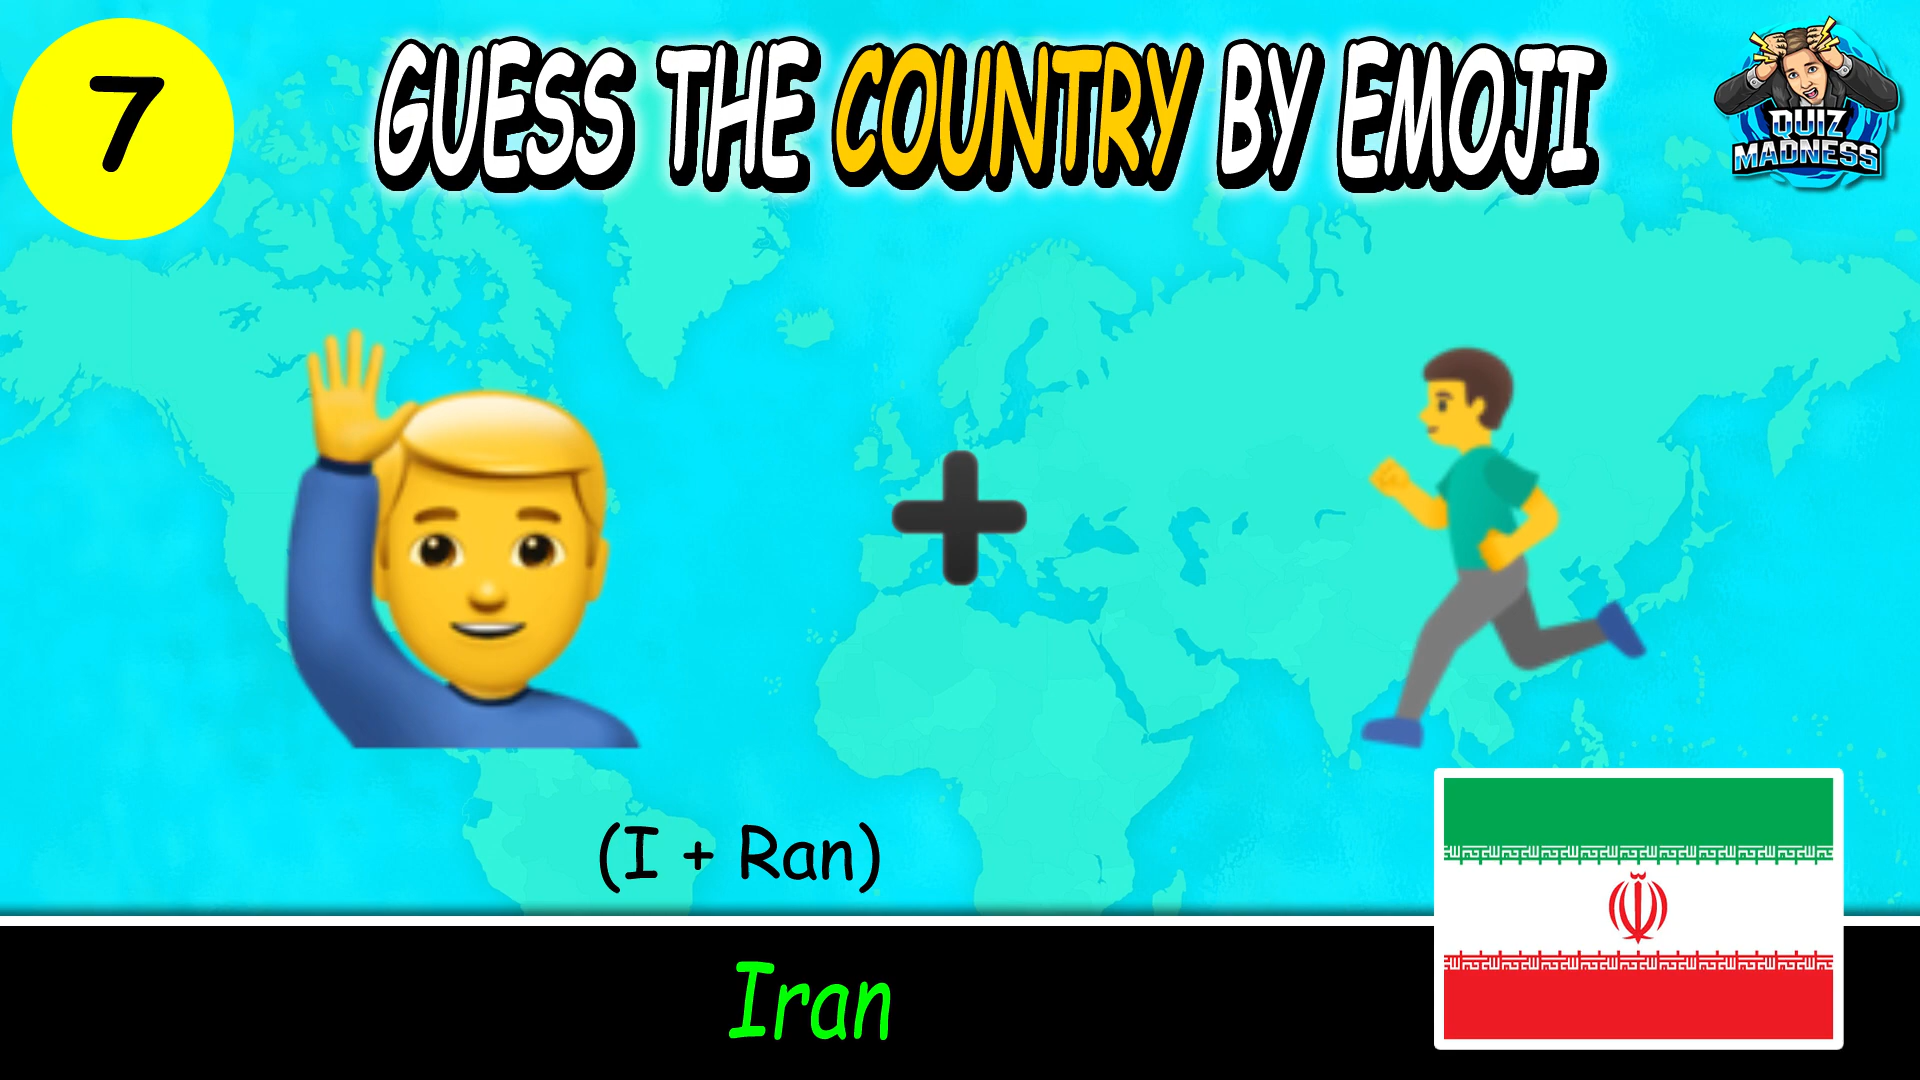 7
GUESS THE COUNTRY BY EMOJI
QUIZ
MADNESS
(I + Ran)
Iran